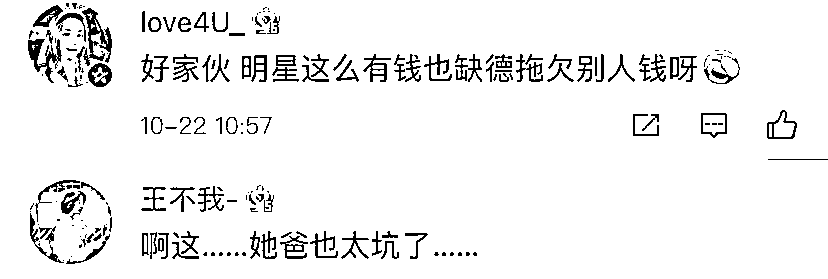 love4U_
好家伙 明星这么有钱也缺德拖欠别人钱呀
10-22 10:57
王不我-
啊这……她爸也太坑了……